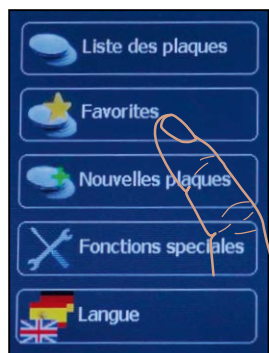 Liste des plaques
Favorites
Nouvelles plaques
Fonctions speciales
Langue